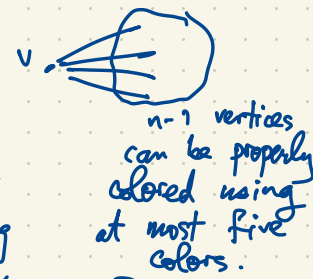 v
n-1 vertices
can be properly
colored using
g
at most five
colors.